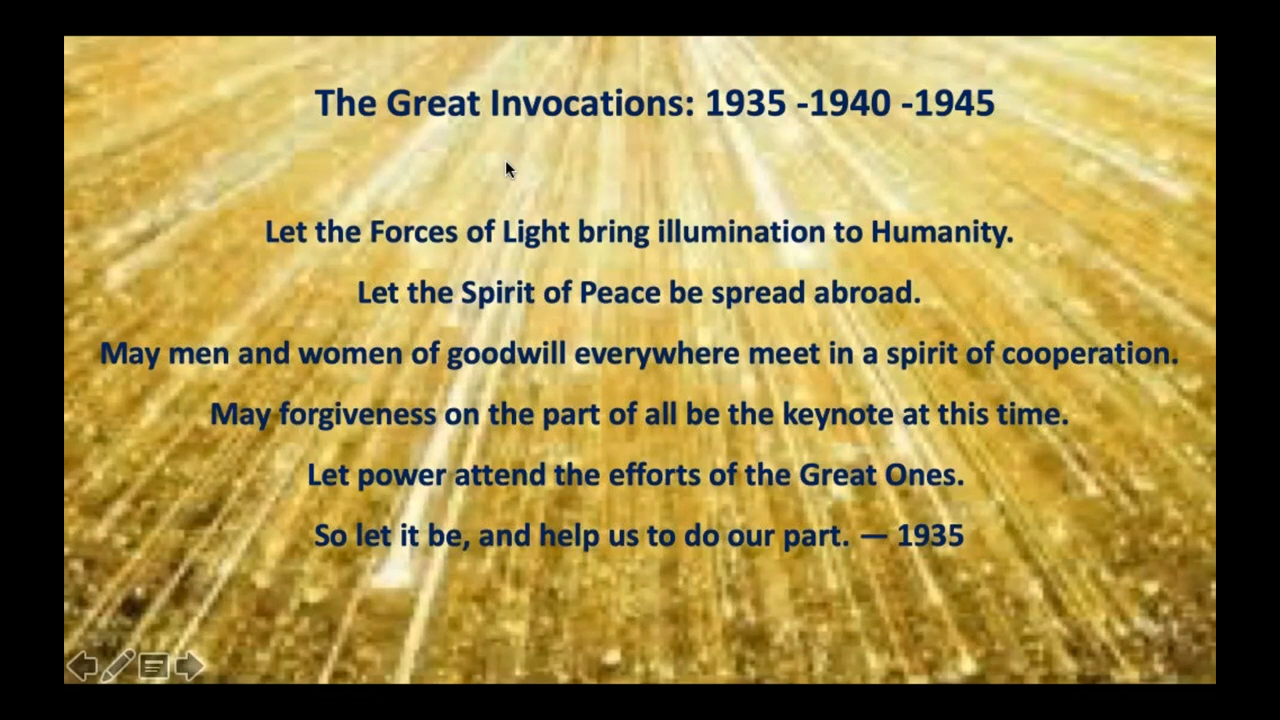 The Great Invocations: 1935 -1940 -1945
Let the Forces of Light bring illumination to Humanity.
Let the Spirit of Peace be spread abroad.
May men and women of goodwill everywhere meet in a spirit of cooperation.
May forgiveness on the part of all be the keynote at this time.
Let power attend the efforts of the Great Ones.
So let it be, and help us to do our part. — 1935